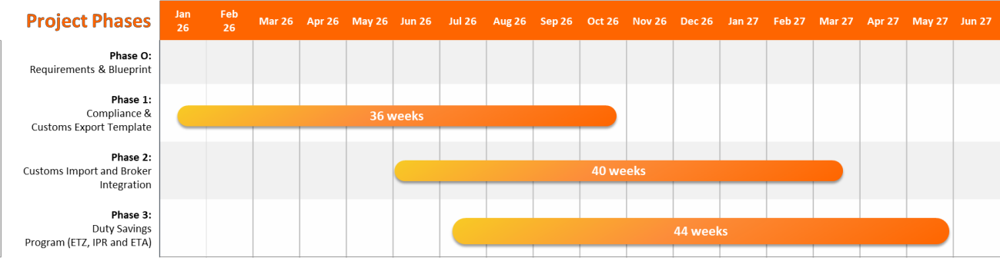 Project Phases
Jan
26
Feb
26
Mar 26
Apr 26
May 26
Jun 26
Jul 26
Aug 26
Sep 26
Oct 26
Nov 26
Dec 26
Jan 27
Feb 27
Mar 27
Apr 27
May 27
Jun 27
Phase O:
Requirements & Blueprint
Phase 1:
Compliance &
Customs Export Template
36 weeks
Phase 2:
Customs Import and Broker
Integration
40 weeks
Phase 3:
Duty Savings
Program (ETZ, IPR and ETA)
44 weeks